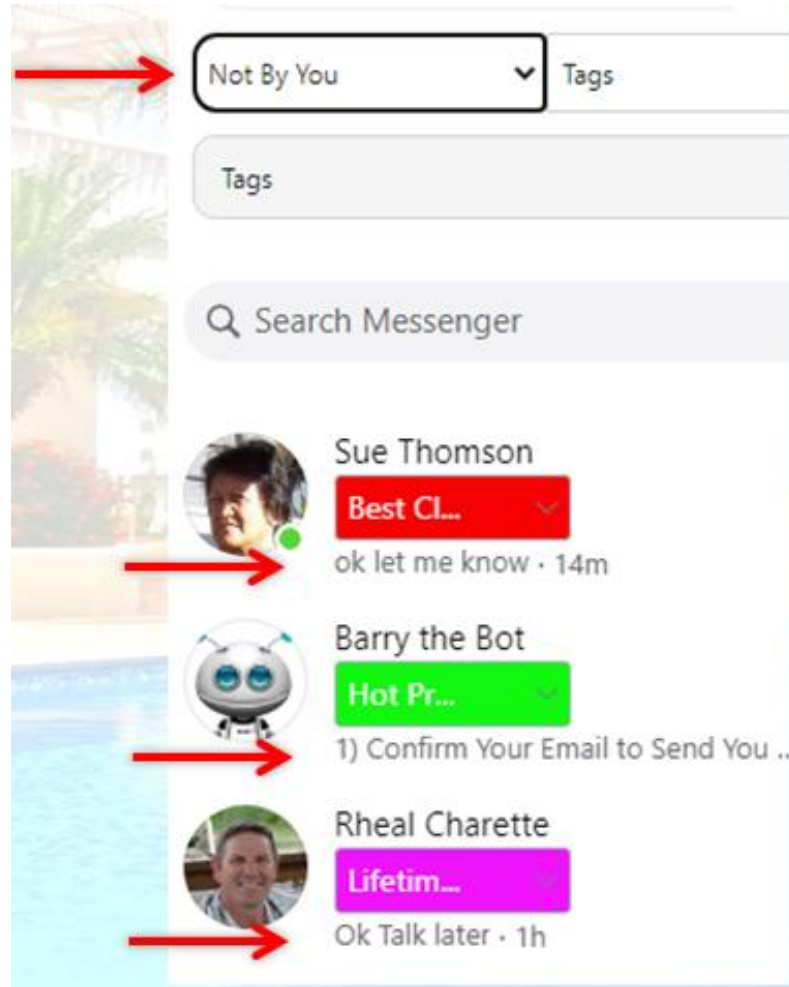 Not By You Tags
Tags
Search Messenger
Sue Thomson
Best Cl...
ok let me know · 14m
Barry the Bot
Hot Pr...
1) Confirm Your Email to Send You ..
Rheal Charette
Lifetim...
Ok Talk later · 1h